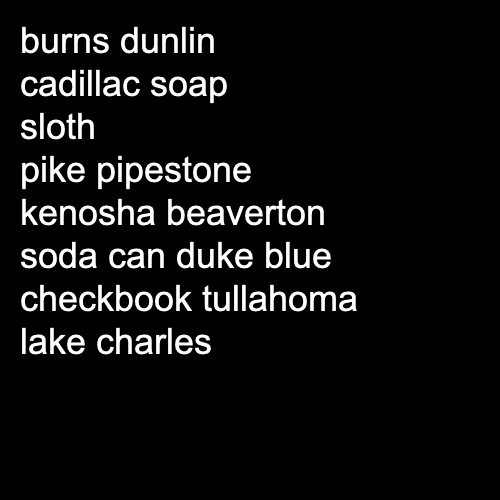 burns dunlin
cadillac soap
sloth
pike pipestone
kenosha beaverton
soda can duke blue
checkbook tullahoma
lake charles